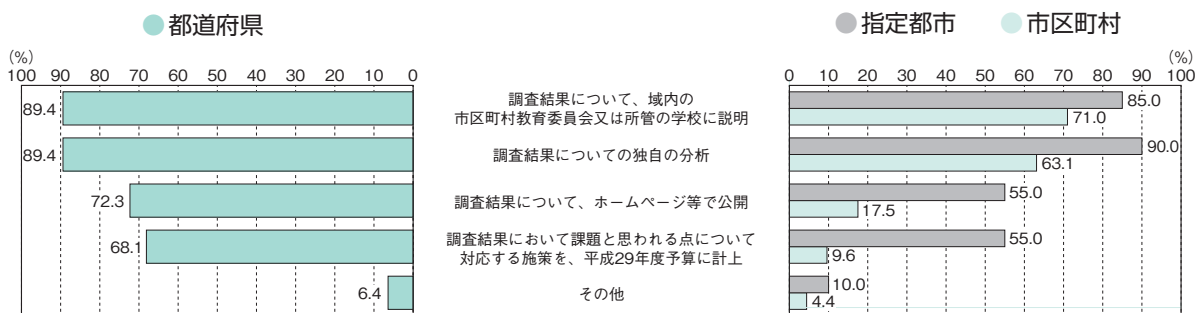 都道府県
指定都市 市区町村
(%)
100 90 80 70 60 50 40 30 20 10 0
(%)
0 10 20 30 40 50 60 70 80 90 100
89.4
調査結果について、域内の
市区町村教育委員会又は所管の学校に説明
85.0
71.0
89.4
調査結果についての独自の分析
90.0
63.1
72.3
調査結果について、ホームページ等で公開
55.0
17.5
68.1
調査結果において課題と思われる点について
対応する施策を、平成29年度予算に計上
55.0
9.6
6.4
その他
10.0
4.4